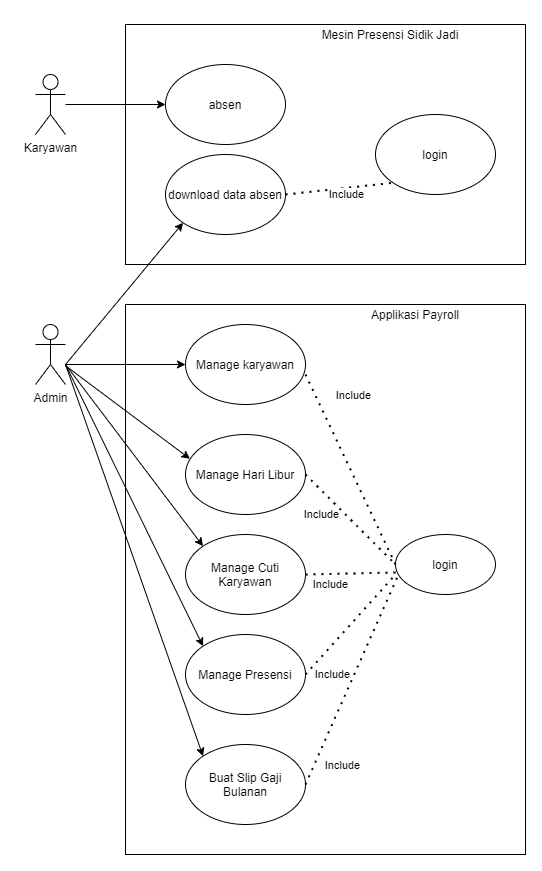 Mesin Presensi Sidik Jadi
absen
Karyawan
login
download data absen
Include
Applikasi Payroll
Manage karyawan
Admin
Include
Manage Hari Libur
Include
Manage Cuti
Karyawan
Include
login
Manage Presensi
Include
Buat Slip Gaji
Bulanan
Include